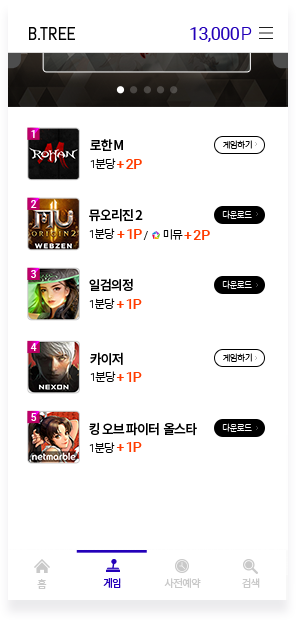 B.TREE 13,000P
1
ROHAN
M
로한M
1분당+2P
게임하기 >
2
MU
ORIGIN2
WEBZEN
뮤오리진2
1분당+1P/ 미뮤+2P
다운로드 >
3
일검의정
1분당+1P
다운로드 >
4
NEXON
카이저
1분당+1P
게임하기 >
5
netmarble
킹 오브 파이터 올스타
1분당+1P
다운로드 >
홈 게임 사전예약 검색